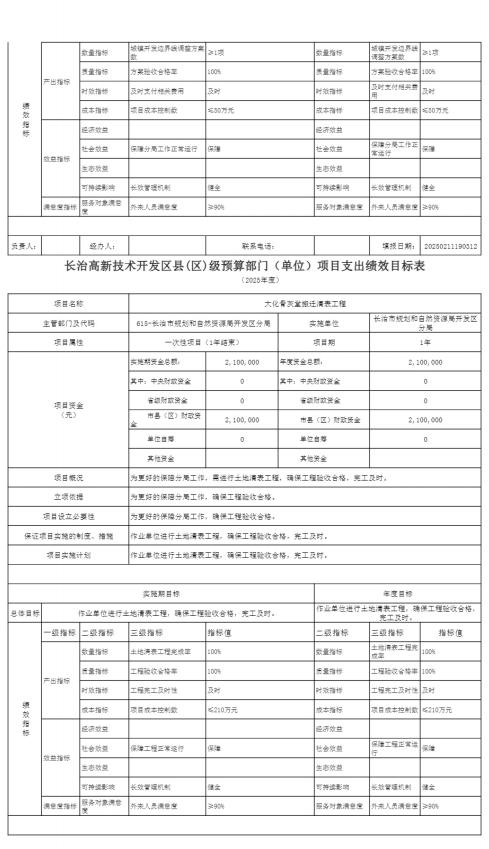 绩效指标 产出指标 数量指标 城镇开发边界线调整方案数 ≥1项 数量指标 城镇开发边界线调整方案数 ≥1项
质量指标 方案验收合格率 100% 质量指标 方案验收合格率 100%
时效指标 及时支付相关费用 及时 时效指标 及时支付相关费用 及时
成本指标 项目成本控制数 ≤50万元 成本指标 项目成本控制数 ≤50万元
效益指标 经济效益 经济效益
社会效益 保障分局工作正常运行 保障 社会效益 保障分局工作正常运行 保障
生态效益 生态效益
可持续影响 长效管理机制 健全 可持续影响 长效管理机制 健全
满意度指标 服务对象满意度 外来人员满意度 ≥90% 服务对象满意度 外来人员满意度 ≥90%
负责人： 经办人： 联系电话： 填报日期： 20250211190312
长治高新技术开发区县(区)级预算部门（单位）项目支出绩效目标表
（2025年度）
项目名称 大化骨灰堂搬迁清表工程
主管部门及代码 615-长治市规划和自然资源局开发区分局 实施单位 长治市规划和自然资源局开发区分局
项目属性 一次性项目（1年结束） 项目期 1年
项目资金（元） 实施期资金总额： 2,100,000 年度资金总额： 2,100,000
其中：中央财政资金 0 其中：中央财政资金 0
省级财政资金 0 省级财政资金 0
市县（区）财政资金 2,100,000 市县（区）财政资金 2,100,000
单位自筹 0 单位自筹 0
其他资金 其他资金
项目概况 为更好的保障分局工作，需进行土地清表工程，确保工程验收合格，完工及时。
立项依据 为更好的保障分局工作，确保工程验收合格。
项目设立必要性 为更好的保障分局工作，确保工程验收合格。
保证项目实施的制度、措施 作业单位进行土地清表工程，确保工程验收合格，完工及时。
项目实施计划 作业单位进行土地清表工程，确保工程验收合格，完工及时。
实施期目标 年度目标
总体目标 作业单位进行土地清表工程，确保工程验收合格，完工及时。 作业单位进行土地清表工程，确保工程验收合格，完工及时。
绩效指标 一级指标 二级指标 三级指标 指标值 二级指标 三级指标 指标值
产出指标 数量指标 土地清表工程完成率 100% 数量指标 土地清表工程完成率 100%
质量指标 工程验收合格率 100% 质量指标 工程验收合格率 100%
时效指标 工程完工及时性 及时 时效指标 工程完工及时性 及时
成本指标 项目成本控制数 ≤210万元 成本指标 项目成本控制数 ≤210万元
效益指标 经济效益 经济效益
社会效益 保障工程正常运行 保障 社会效益 保障工程正常运行 保障
生态效益 生态效益
可持续影响 长效管理机制 健全 可持续影响 长效管理机制 健全
满意度指标 服务对象满意度 外来人员满意度 ≥90% 服务对象满意度 外来人员满意度 ≥90%